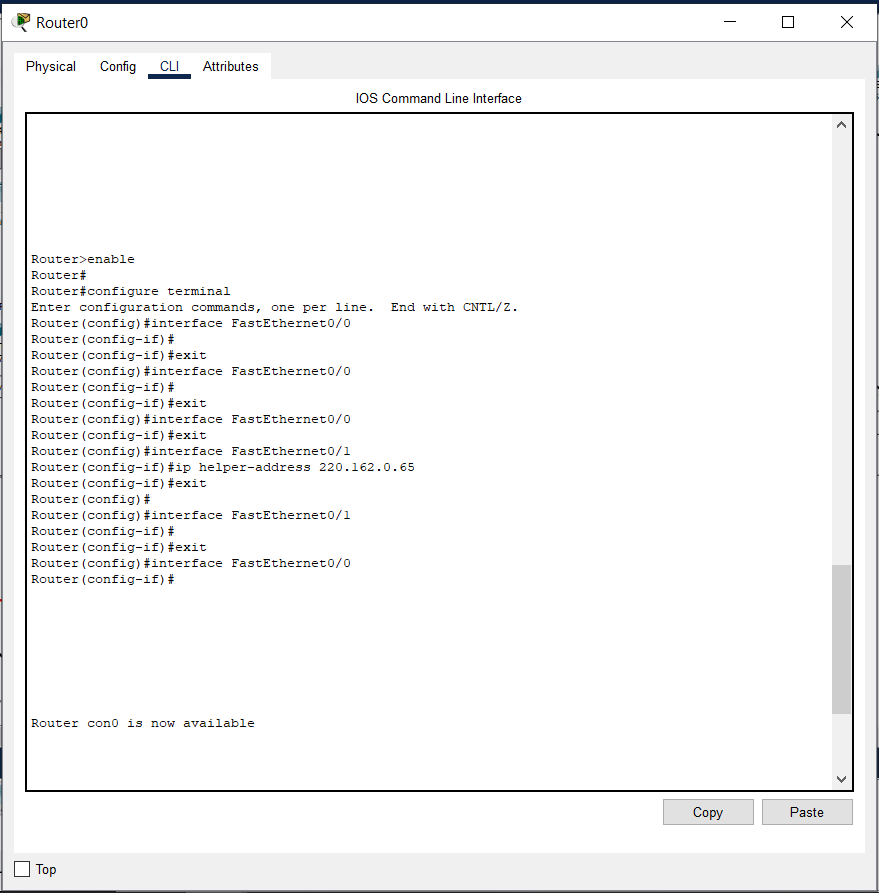 Router0
Physical Config CLI Attributes
IOS Command Line Interface
Router>enable
Router#
Router#configure terminal
Enter configuration commands, one per line.  End with CNTL/Z.
Router(config)#interface FastEthernet0/0
Router(config-if)#
Router(config-if)#exit
Router(config)#interface FastEthernet0/0
Router(config-if)#
Router(config-if)#exit
Router(config)#interface FastEthernet0/0
Router(config-if)#exit
Router(config)#interface FastEthernet0/1
Router(config-if)#ip helper-address 220.162.0.65
Router(config-if)#exit
Router(config)#
Router(config)#interface FastEthernet0/1
Router(config-if)#
Router(config-if)#exit
Router(config)#interface FastEthernet0/0
Router(config-if)#
Router con0 is now available
Copy Paste
Top